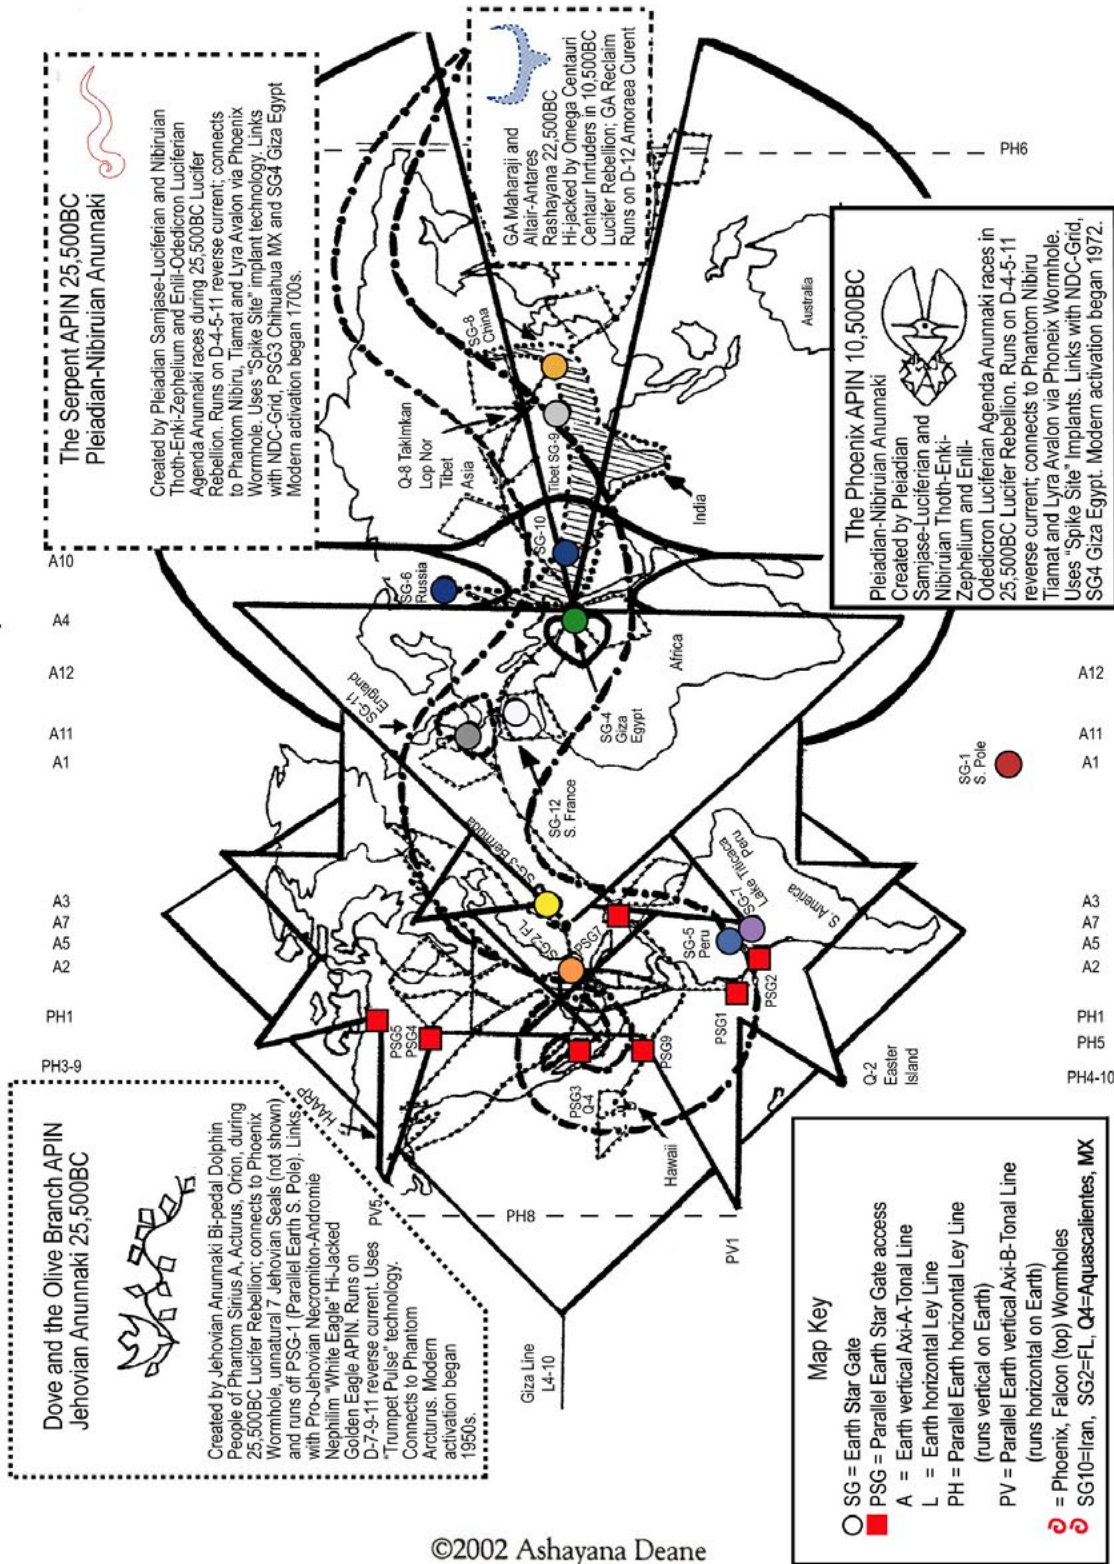 The Serpent APIN 25,500BC
Pleiadian-Nibiruian Anunnaki
Created by Pleiadian Samjase-Luciferian and Nibiruian
Thoth-Enki-Zephelium and Enlil-Odedicron Luciferian
Agenda Anunnaki races during 25,500BC Lucifer
Rebellion. Runs on D-4-5-11 reverse current; connects
to Phantom Nibiru, Tiamat and Lyra Avalon via Phoenix
Wormhole. Uses "Spike Site" implant technology. Links
with NDC-Grid, PSG3 Chihuahua MX and SG4 Giza Egypt
Modern activation began 1700s.
GA Maharaji and
Altair-Antares
Rashayana 22,500BC
Hi-jacked by Omega Centauri
Centaur Inrtuders in 10,500BC
Lucifer Rebellion; GA Reclaim
Runs on D-12 Amoraea Curent
The Phoenix APIN 10,500BC
Pleiadian-Nibiruian Anunnaki
Created by Pleiadian
Samjase-Luciferian and
Nibiruian Thoth-Enki-
Zephelium and Enlil-
Odedicron Luciferian Agenda Anunnaki races in
25,500BC Lucifer Rebellion. Runs on D-4-5-11
reverse current; connects to Phantom Nibiru
Tiamat and Lyra Avalon via Phoneix Wormhole.
Uses "Spike Site" Implants. Links with NDC-Grid,
SG4 Giza Egypt. Modern activation began 1972.
Dove and the Olive Branch APIN
Jehovian Anunnaki 25,500BC
Created by Jehovian Anunnaki Bi-pedal Dolphin
People of Phantom Sirius A, Acturus, Orion, during
25,500BC Lucifer Rebellion; connects to Phoenix
Wormhole, unnatural 7 Jehovian Seals (not shown)
and runs off PSG-1 (Parallel Earth S. Pole). Links
with Pro-Jehovian Necromiton-Andromie
Nephilim "White Eagle" Hi-Jacked
Golden Eagle APIN. Runs on
D-7-9-11 reverse current. Uses
"Trumpet Pulse" technology.
Connects to Phantom
Arcturus. Modern
activation began
1950s.
Map Key
SG = Earth Star Gate
PSG = Parallel Earth Star Gate access
A = Earth vertical Axi-A-Tonal Line
L = Earth horizontal Ley Line
PH = Parallel Earth horizontal Ley Line
(runs vertical on Earth)
PV = Parallel Earth vertical Axi-B-Tonal Line
(runs horizontal on Earth)
= Phoenix, Falcon (top) Wormholes
SG10=Iran, SG2=FL, Q4=Aquascalientes, MX
PH3-9
PH1
A2
A5
A7
A3
A1
A11
A12
A4
A10
HAARP
PV5
PSG5
PSG4
SG-11
England
SG-6
Russia
Q-8 Taklmkan
Lop Nor
Tibet
Asia
SG-8
China
Tibet SG-9
SG-10
India
PH6
Australia
SG-3 Bermuda
SG-2 FL
PSG7
SG-12
S. France
SG-4
Giza
Egypt
Africa
Giza Line
L4-10
PH8
PV1
Hawaii
PSG3
Q-4
PSG9
PSG1
PSG2
SG-5
Peru
SG-7
Lake Titicaca
Peru
S. America
Q-2
Easter
Island
SG-1
S. Pole
PH4-10
PH5
PH1
A2
A5
A7
A3
A1
A11
A12
©2002 Ashayana Deane